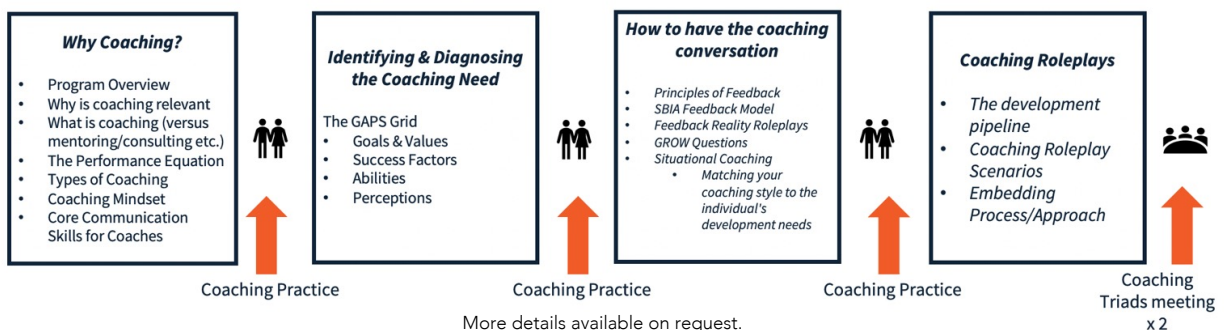 Why Coaching?
• Program Overview
• Why is coaching relevant
• What is coaching (versus
mentoring/consulting etc.)
• The Performance Equation
• Types of Coaching
• Coaching Mindset
• Core Communication
Skills for Coaches
Coaching Practice
Identifying & Diagnosing
the Coaching Need
The GAPS Grid
• Goals & Values
• Success Factors
• Abilities
• Perceptions
Coaching Practice
How to have the coaching
conversation
• Principles of Feedback
• SBIA Feedback Model
• Feedback Reality Roleplays
• GROW Questions
• Situational Coaching
• Matching your
coaching style to the
individual's
development needs
Coaching Practice
Coaching Roleplays
• The development
pipeline
• Coaching Roleplay
Scenarios
• Embedding
Process/Approach
Coaching
Triads meeting
x 2
More details available on request.